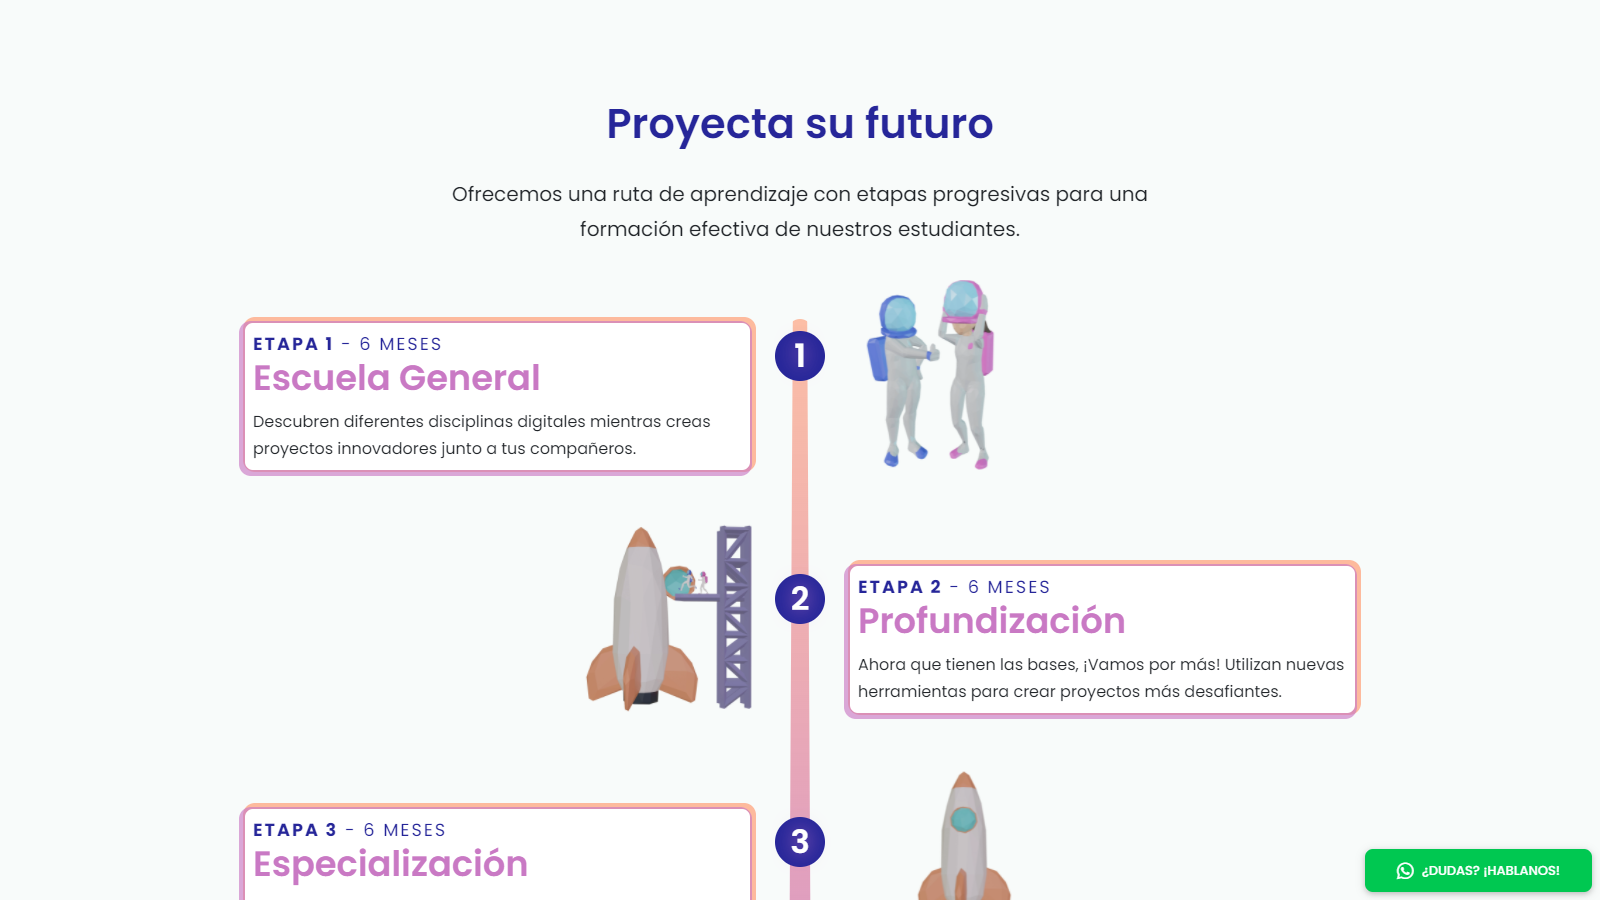 Proyecta su futuro
Ofrecemos una ruta de aprendizaje con etapas progresivas para una
formación efectiva de nuestros estudiantes.
ETAPA 1 - 6 MESES
Escuela General
Descubren diferentes disciplinas digitales mientras creas
proyectos innovadores junto a tus compañeros.
1
2
ETAPA 2 - 6 MESES
Profundización
Ahora que tienen las bases, ¡Vamos por más! Utilizan nuevas
herramientas para crear proyectos más desafiantes.
ETAPA 3 - 6 MESES
Especialización
3
¿DUDAS? ¡HABLANOS!